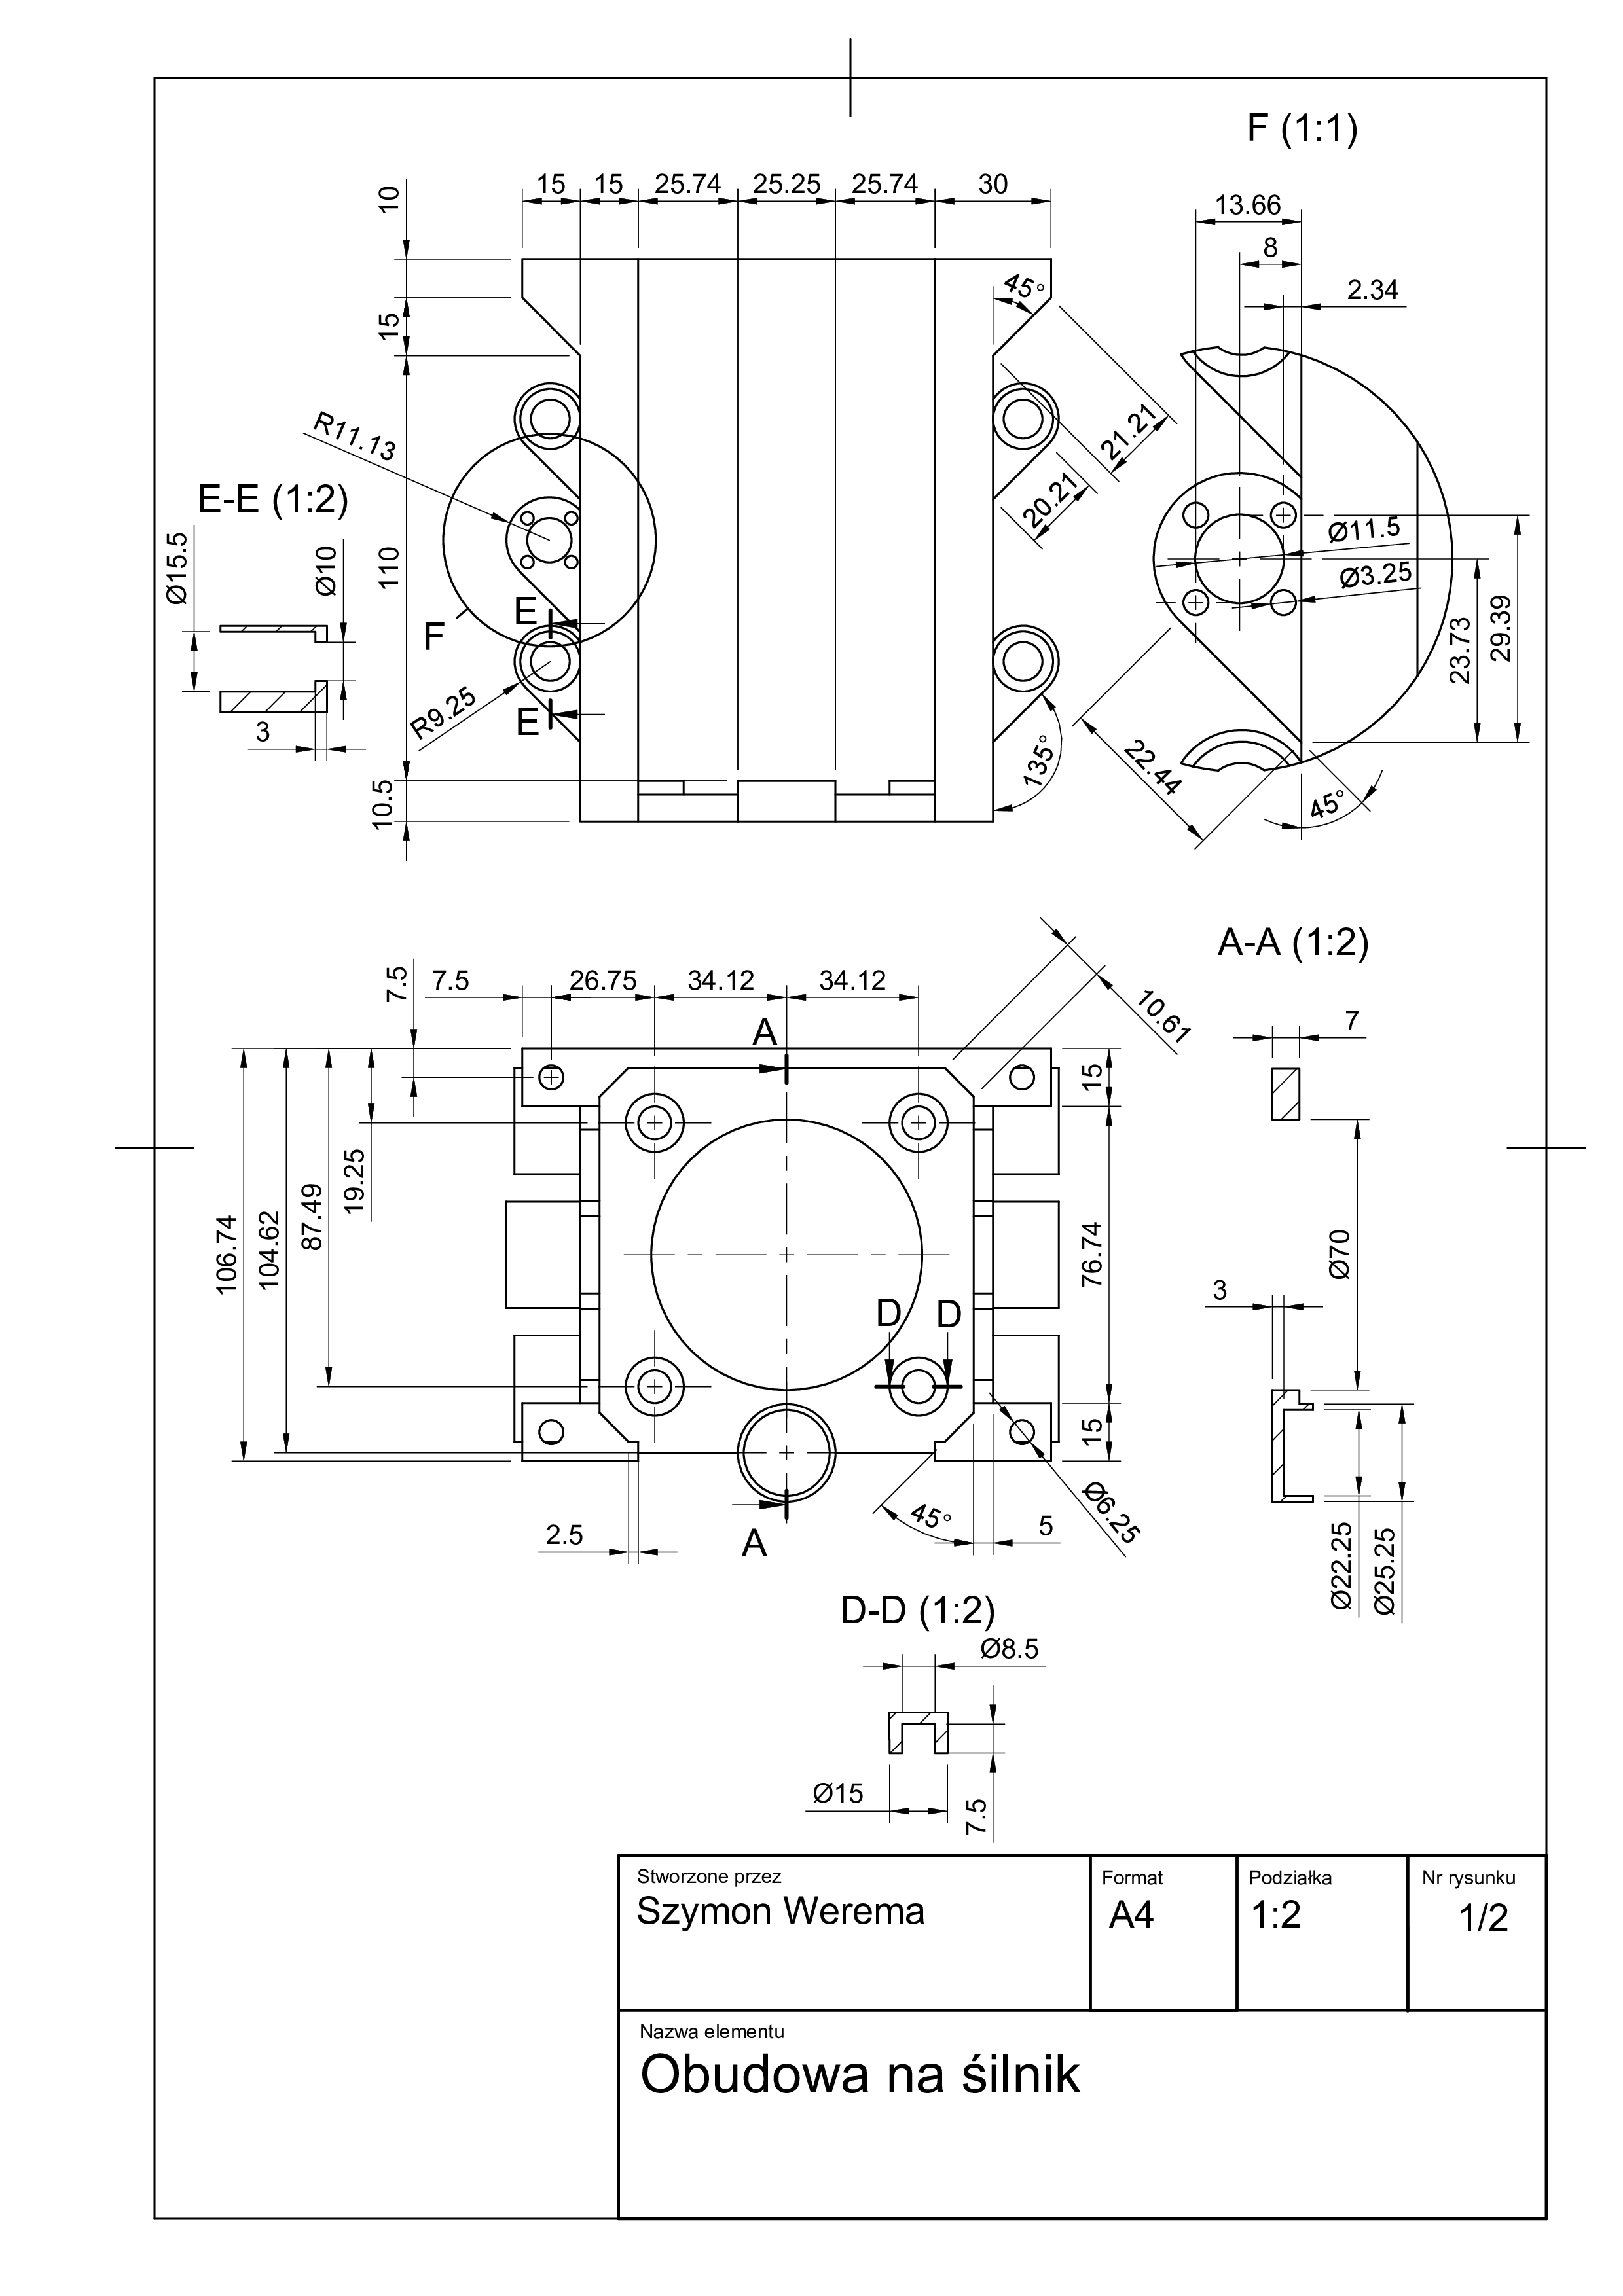 F (1:1)
15 15 25.74 25.25 25.74 30
10
15
110
10.5
45°
21.21
20.21
135°
R11.13
R9.25
F
E
E
E-E (1:2)
Ø15.5
Ø10
3
13.66
8
2.34
Ø11.5
Ø3.25
23.73
29.39
22.44
45°
7.5
7.5 26.75 34.12 34.12
10.61
A
A
D D
106.74
104.62
87.49
19.25
15
76.74
15
2.5
45°
5
Ø6.25
A-A (1:2)
7
Ø70
3
Ø22.25
Ø25.25
D-D (1:2)
Ø8.5
Ø15
7.5
Stworzone przez
Szymon Werema
Format
A4
Podziałka
1:2
Nr rysunku
1/2
Nazwa elementu
Obudowa na śilnik